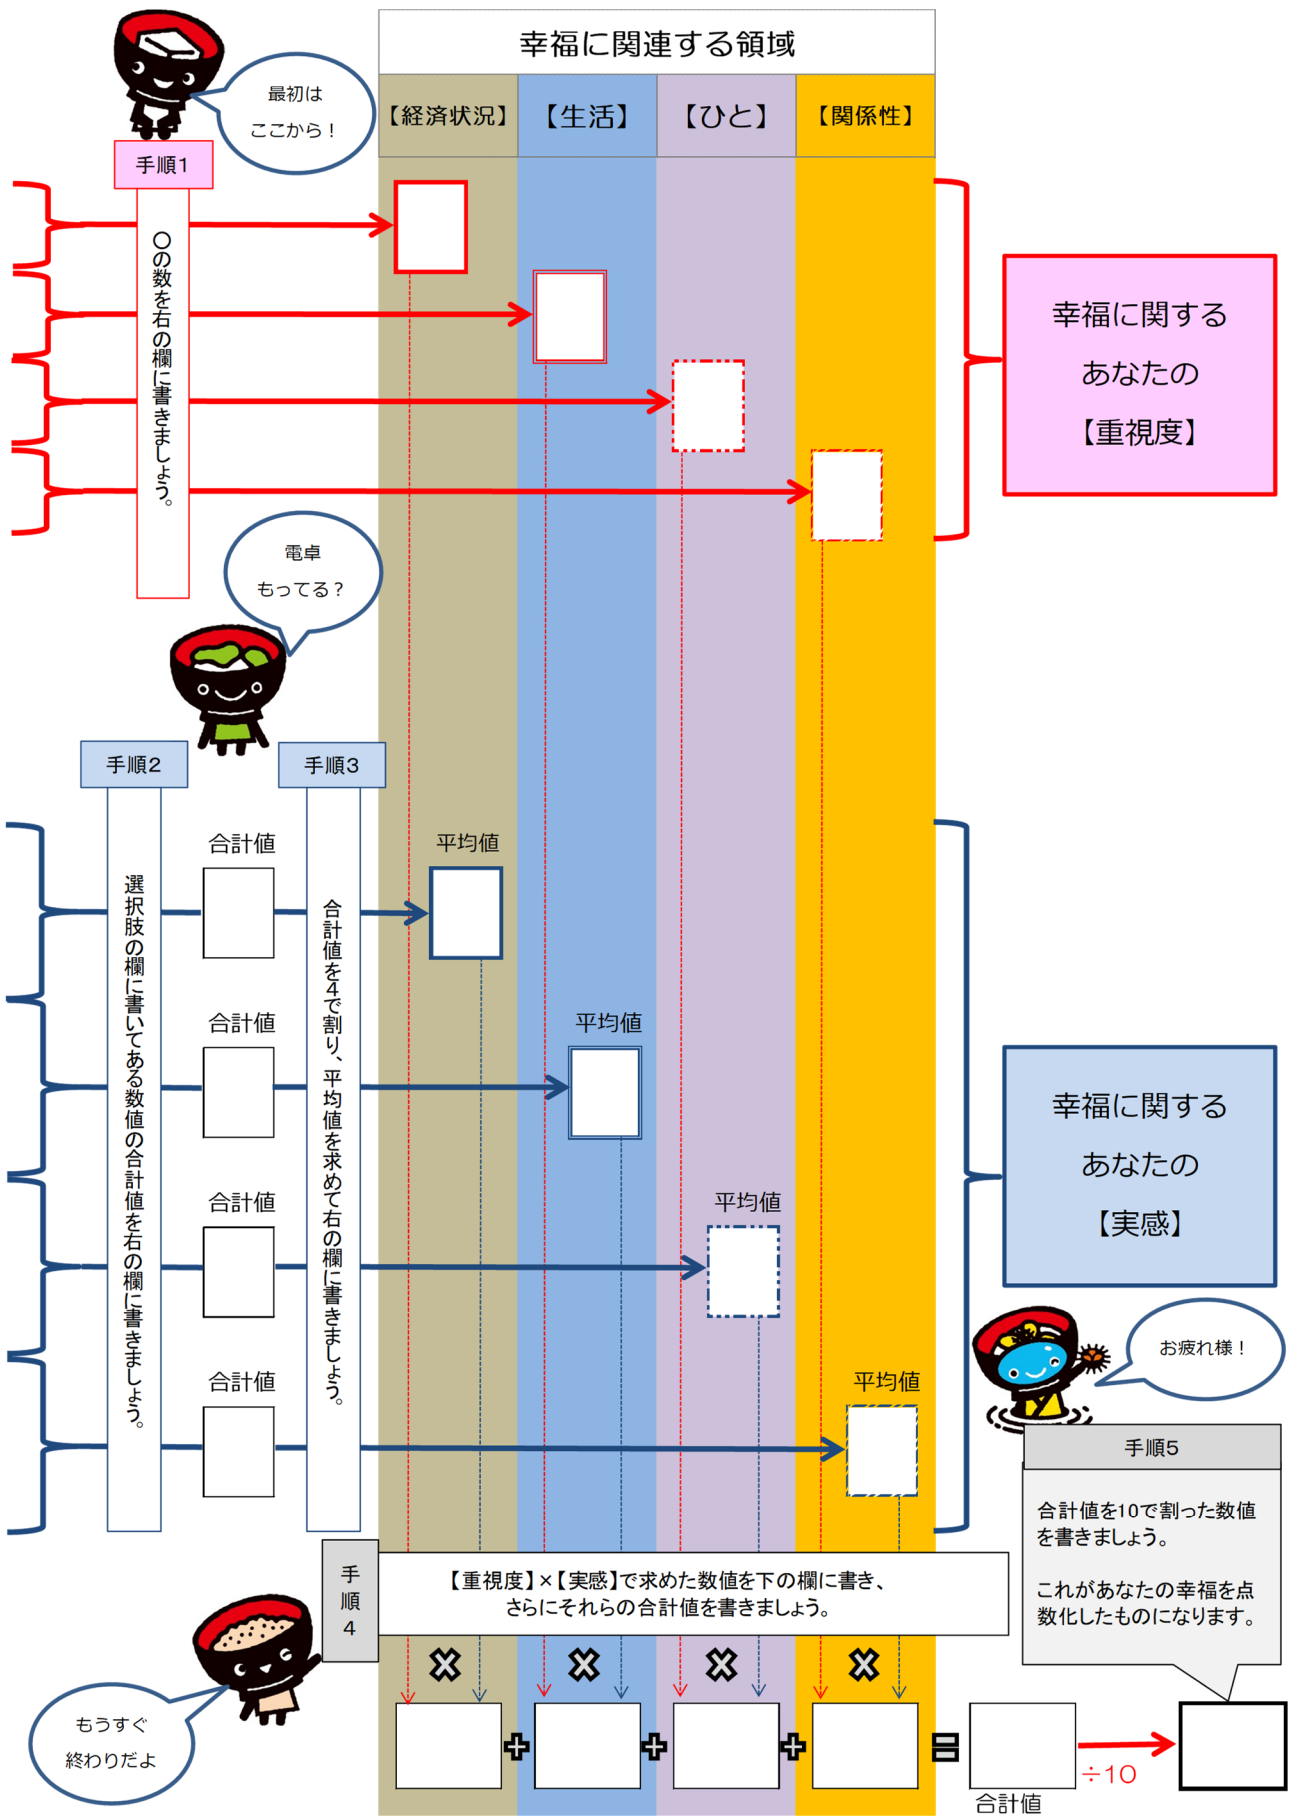 幸福に関連する領域
【経済状況】
【生活】
【ひと】
【関係性】
最初は
ここから！
手順1
〇の数を右の欄に書きましょう。
幸福に関する
あなたの
【重視度】
電卓
もってる？
手順2
手順3
選択肢の欄に書いてある数値の合計値を右の欄に書きましょう。
合計値を4で割り、平均値を求めて右の欄に書きましょう。
合計値
平均値
合計値
平均値
合計値
平均値
合計値
平均値
幸福に関する
あなたの
【実感】
お疲れ様！
手順5
合計値を10で割った数値
を書きましょう。
これがあなたの幸福を点
数化したものになります。
手順4
【重視度】×【実感】で求めた数値を下の欄に書き、
さらにそれらの合計値を書きましょう。
もうすぐ
終わりだよ
× × × ×
+ + + =
÷10
合計値